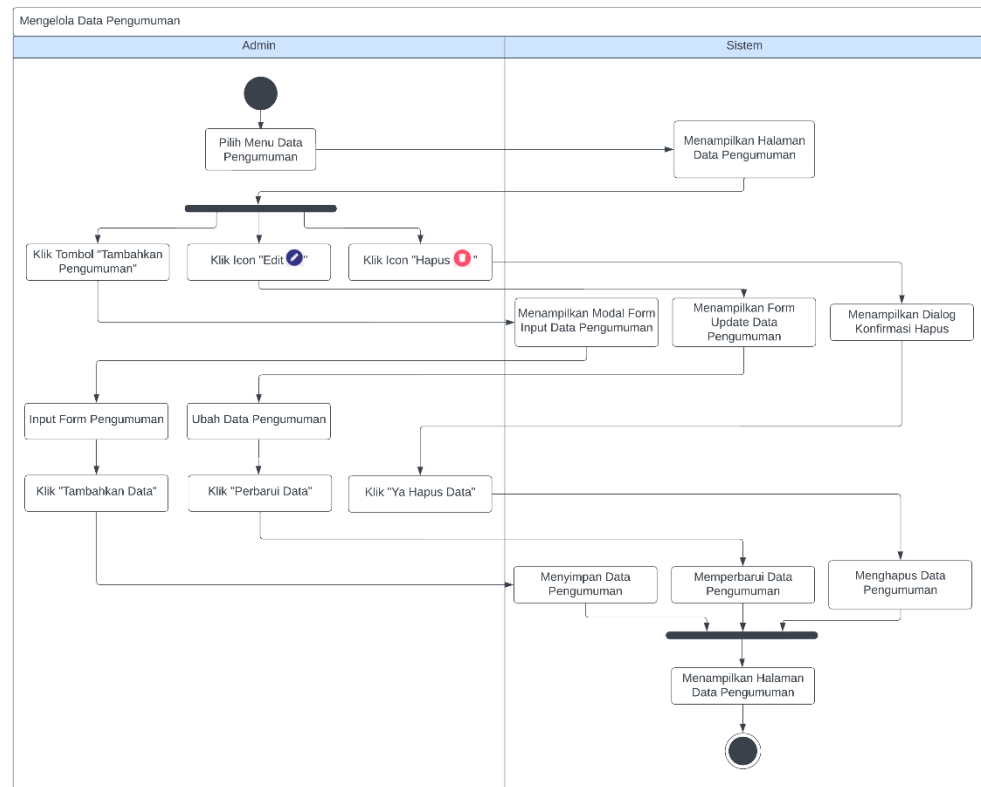 Mengelola Data Pengumuman
Admin
Sistem
Pilih Menu Data
Pengumuman
Menampilkan Halaman
Data Pengumuman
Klik Tombol "Tambahkan
Pengumuman"
Klik Icon "Edit "
Klik Icon "Hapus "
Menampilkan Modal Form
Input Data Pengumuman
Menampilkan Form
Update Data
Pengumuman
Menampilkan Dialog
Konfirmasi Hapus
Input Form Pengumuman
Ubah Data Pengumuman
Klik "Tambahkan Data"
Klik "Perbarui Data"
Klik "Ya Hapus Data"
Menyimpan Data
Pengumuman
Memperbarui Data
Pengumuman
Menghapus Data
Pengumuman
Menampilkan Halaman
Data Pengumuman